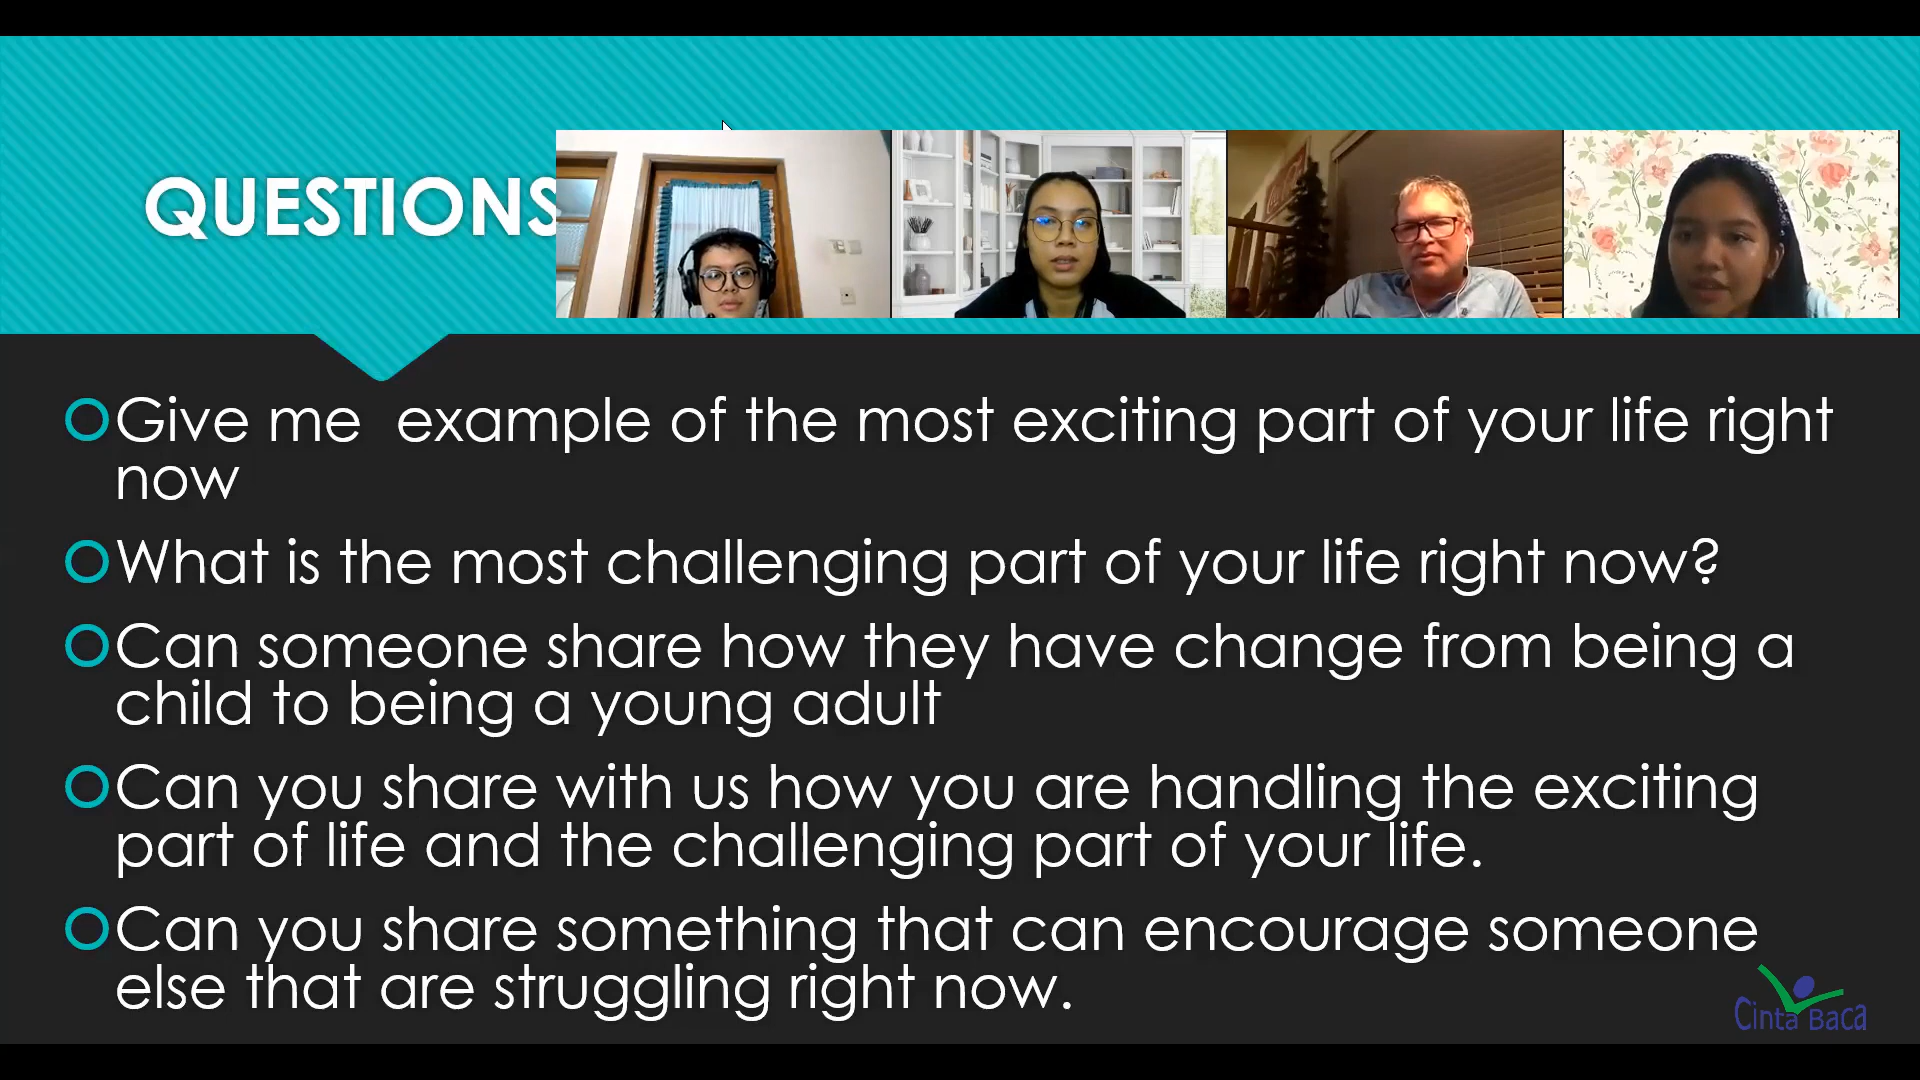 QUESTIONS
Give me example of the most exciting part of your life right
now
What is the most challenging part of your life right now?
Can someone share how they have change from being a
child to being a young adult
Can you share with us how you are handling the exciting
part of life and the challenging part of your life.
Can you share something that can encourage someone
else that are struggling right now.
Cinta Baca